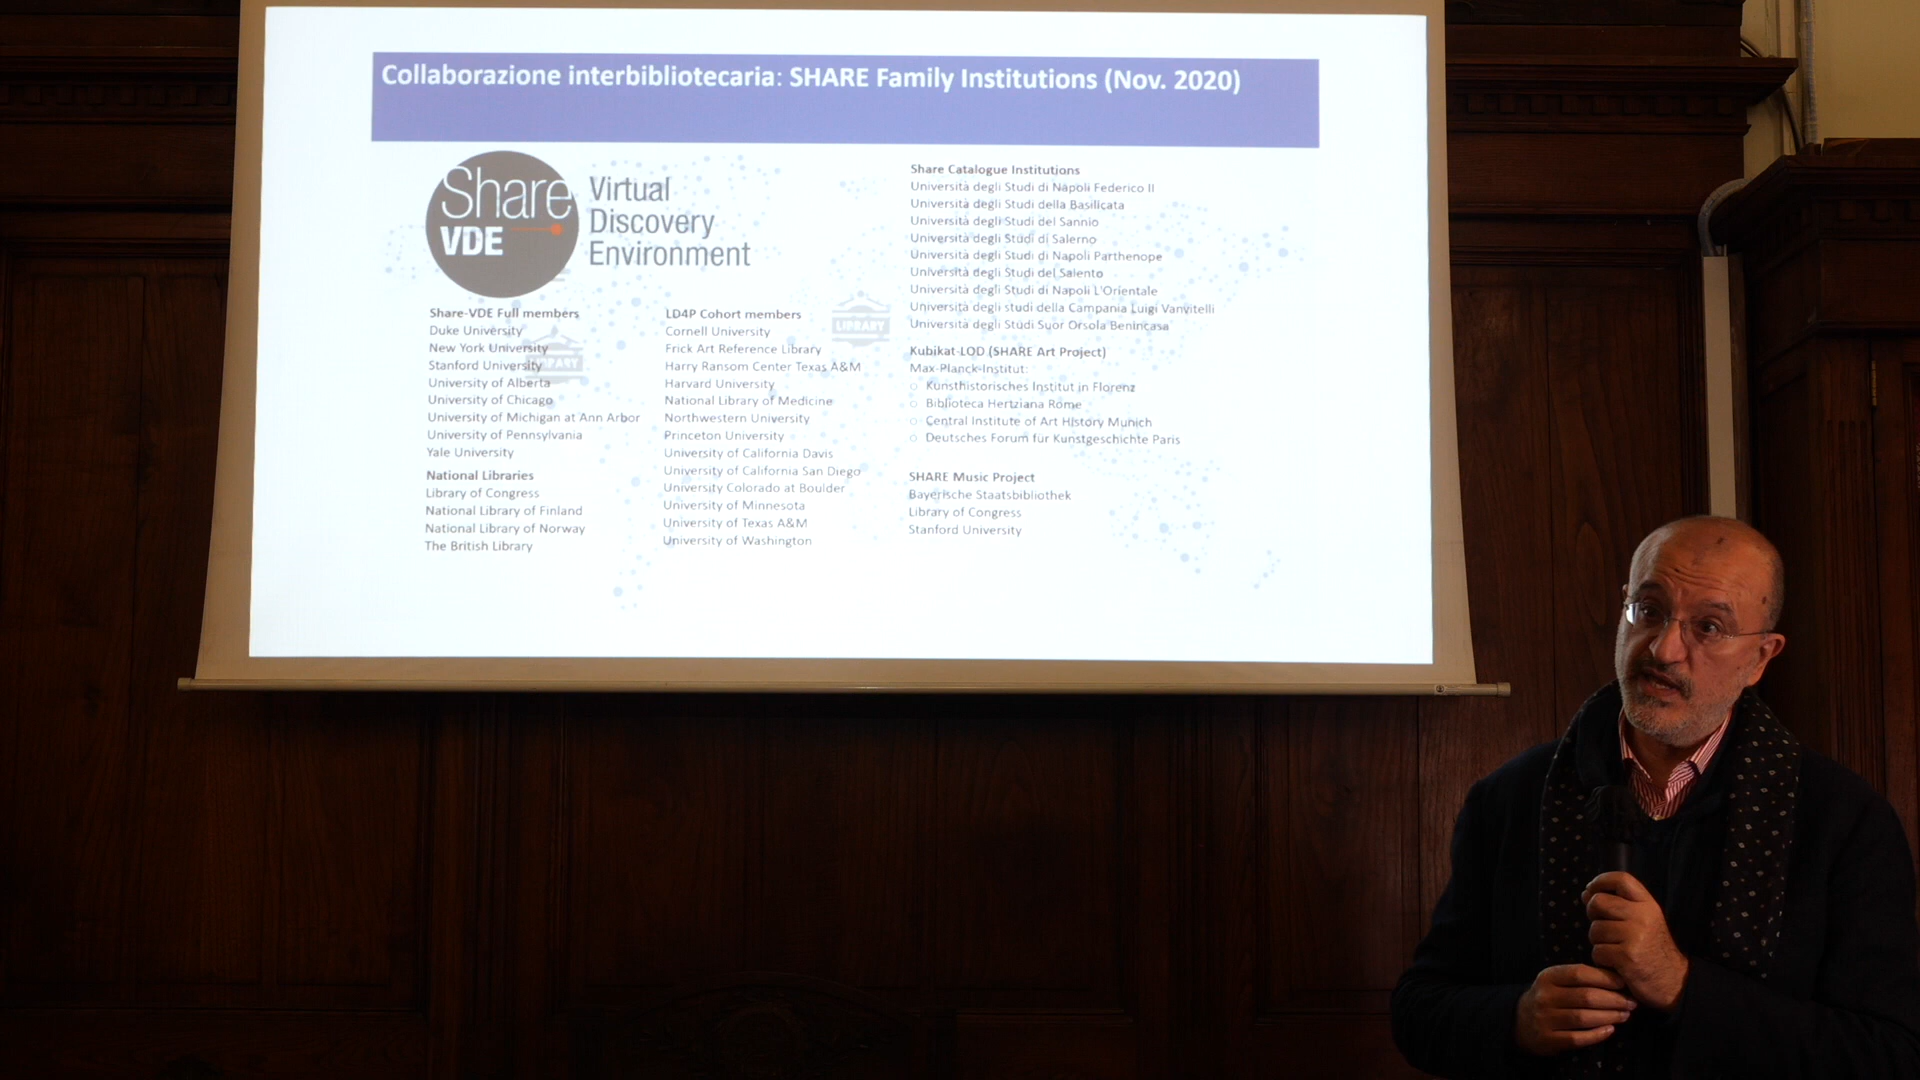 Collaborazione interbibliotecaria: SHARE Family Institutions (Nov. 2020)
Share
VDE
Virtual
Discovery
Environment
Share-VDE Full members
Duke University
New York University
Stanford University
University of Alberta
University of Chicago
University of Michigan at Ann Arbor
University of Pennsylvania
Yale University
National Libraries
Library of Congress
National Library of Finland
National Library of Norway
The British Library
LIBRARY
LD4P Cohort members
Cornell University
Frick Art Reference Library
Harry Ransom Center Texas A&M
Harvard University
National Library of Medicine
Northwestern University
Princeton University
University of California Davis
University of California San Diego
University Colorado at Boulder
University of Minnesota
University of Texas A&M
University of Washington
LIBRARY
Share Catalogue Institutions
Università degli Studi di Napoli Federico II
Università degli Studi della Basilicata
Università degli Studi del Sannio
Università degli Studi di Salerno
Università degli Studi di Napoli Parthenope
Università degli Studi del Salento
Università degli Studi di Napoli L'Orientale
Università degli studi della Campania Luigi Vanvitelli
Università degli Studi Suor Orsola Benincasa
Kubikat-LOD (SHARE Art Project)
Max-Planck-Institut:
○ Kunsthistorisches Institut in Florenz
○ Biblioteca Hertziana Rome
○ Central Institute of Art History Munich
○ Deutsches Forum für Kunstgeschichte Paris
SHARE Music Project
Bayerische Staatsbibliothek
Library of Congress
Stanford University